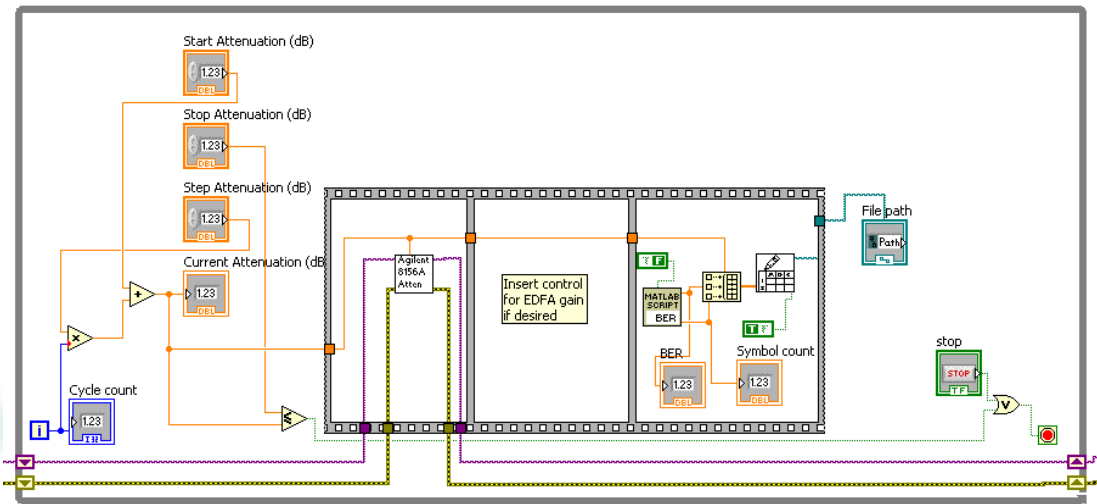 Start Attenuation (dB)
1.23
DBL
Stop Attenuation (dB)
1.23
DBL
Step Attenuation (dB)
1.23
DBL
Current Attenuation (dB
1.23
DBL
+
×
Cycle count
1.23
I32
i
≤
Agilent
8156A
Atten
Insert control
for EDFA gain
if desired
F
MATLAB
SCRIPT
BER
A B C
1
2
T F
BER
1.23
DBL
Symbol count
1.23
DBL
File path
Path
stop
STOP
TF
V